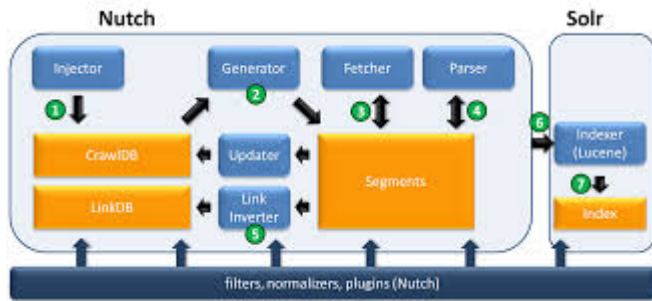 Nutch
Solr
Injector
Generator
Fetcher
Parser
1
2
3
4
6
CrawlDB
Updater
Segments
Indexer
(Lucene)
LinkDB
Link
Inverter
5
7
Index
filters, normalizers, plugins (Nutch)